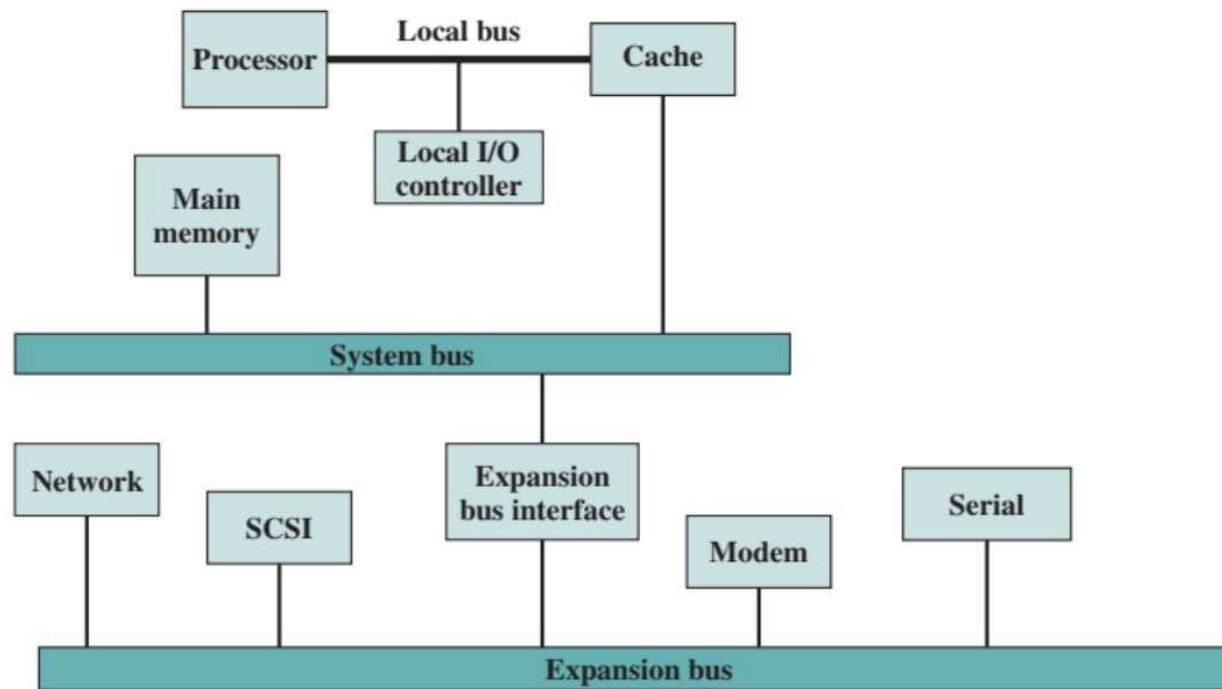 Local bus
Processor
Cache
Local I/O
controller
Main
memory
System bus
Network
SCSI
Expansion
bus interface
Modem
Serial
Expansion bus